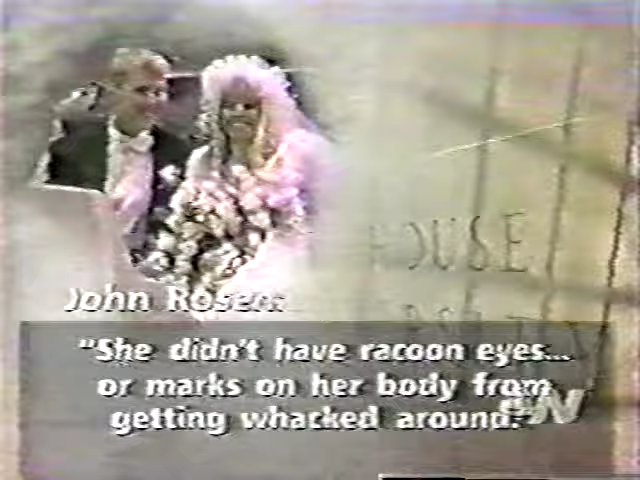 HOUSE
John Rosen:
"She didn't have racoon eyes...
or marks on her body from
getting whacked around."